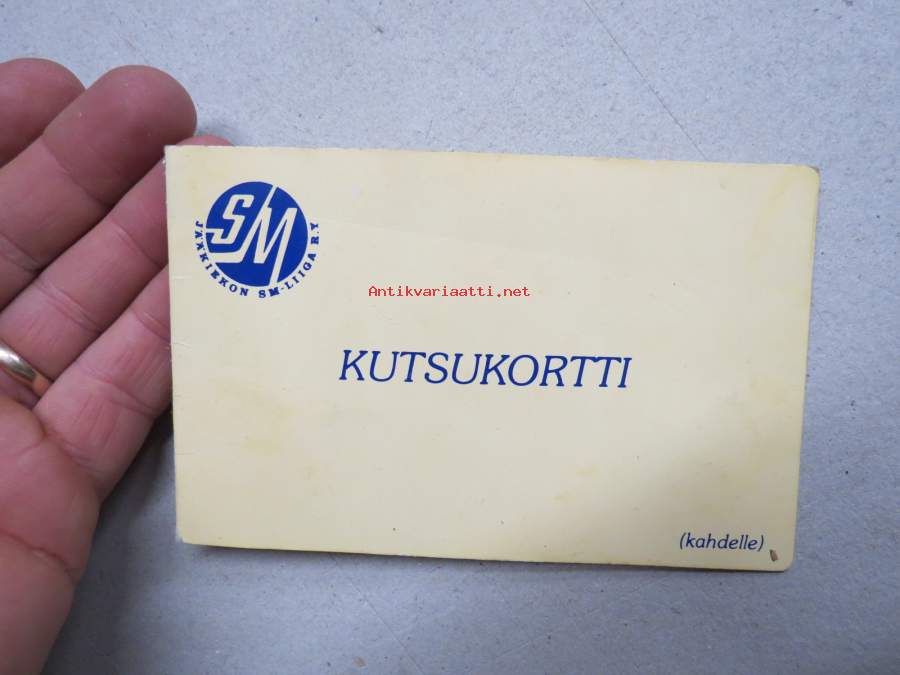 SM
JÄÄKIEKON SM-LIIGA R.Y
Antikvariaatti.net
KUTSUKORTTI
(kahdelle)